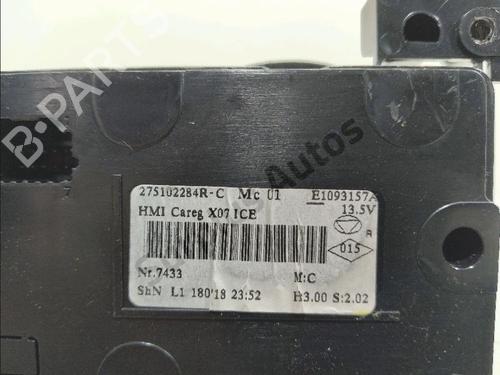 B-PARTS
Autos
275102284R-C Mc 01 E1093157A
HMI Careg X07 ICE 13.5V
R
015
Nr.7433 M:C
ShN L1 180'18 23:52 H3.00 S:2.02